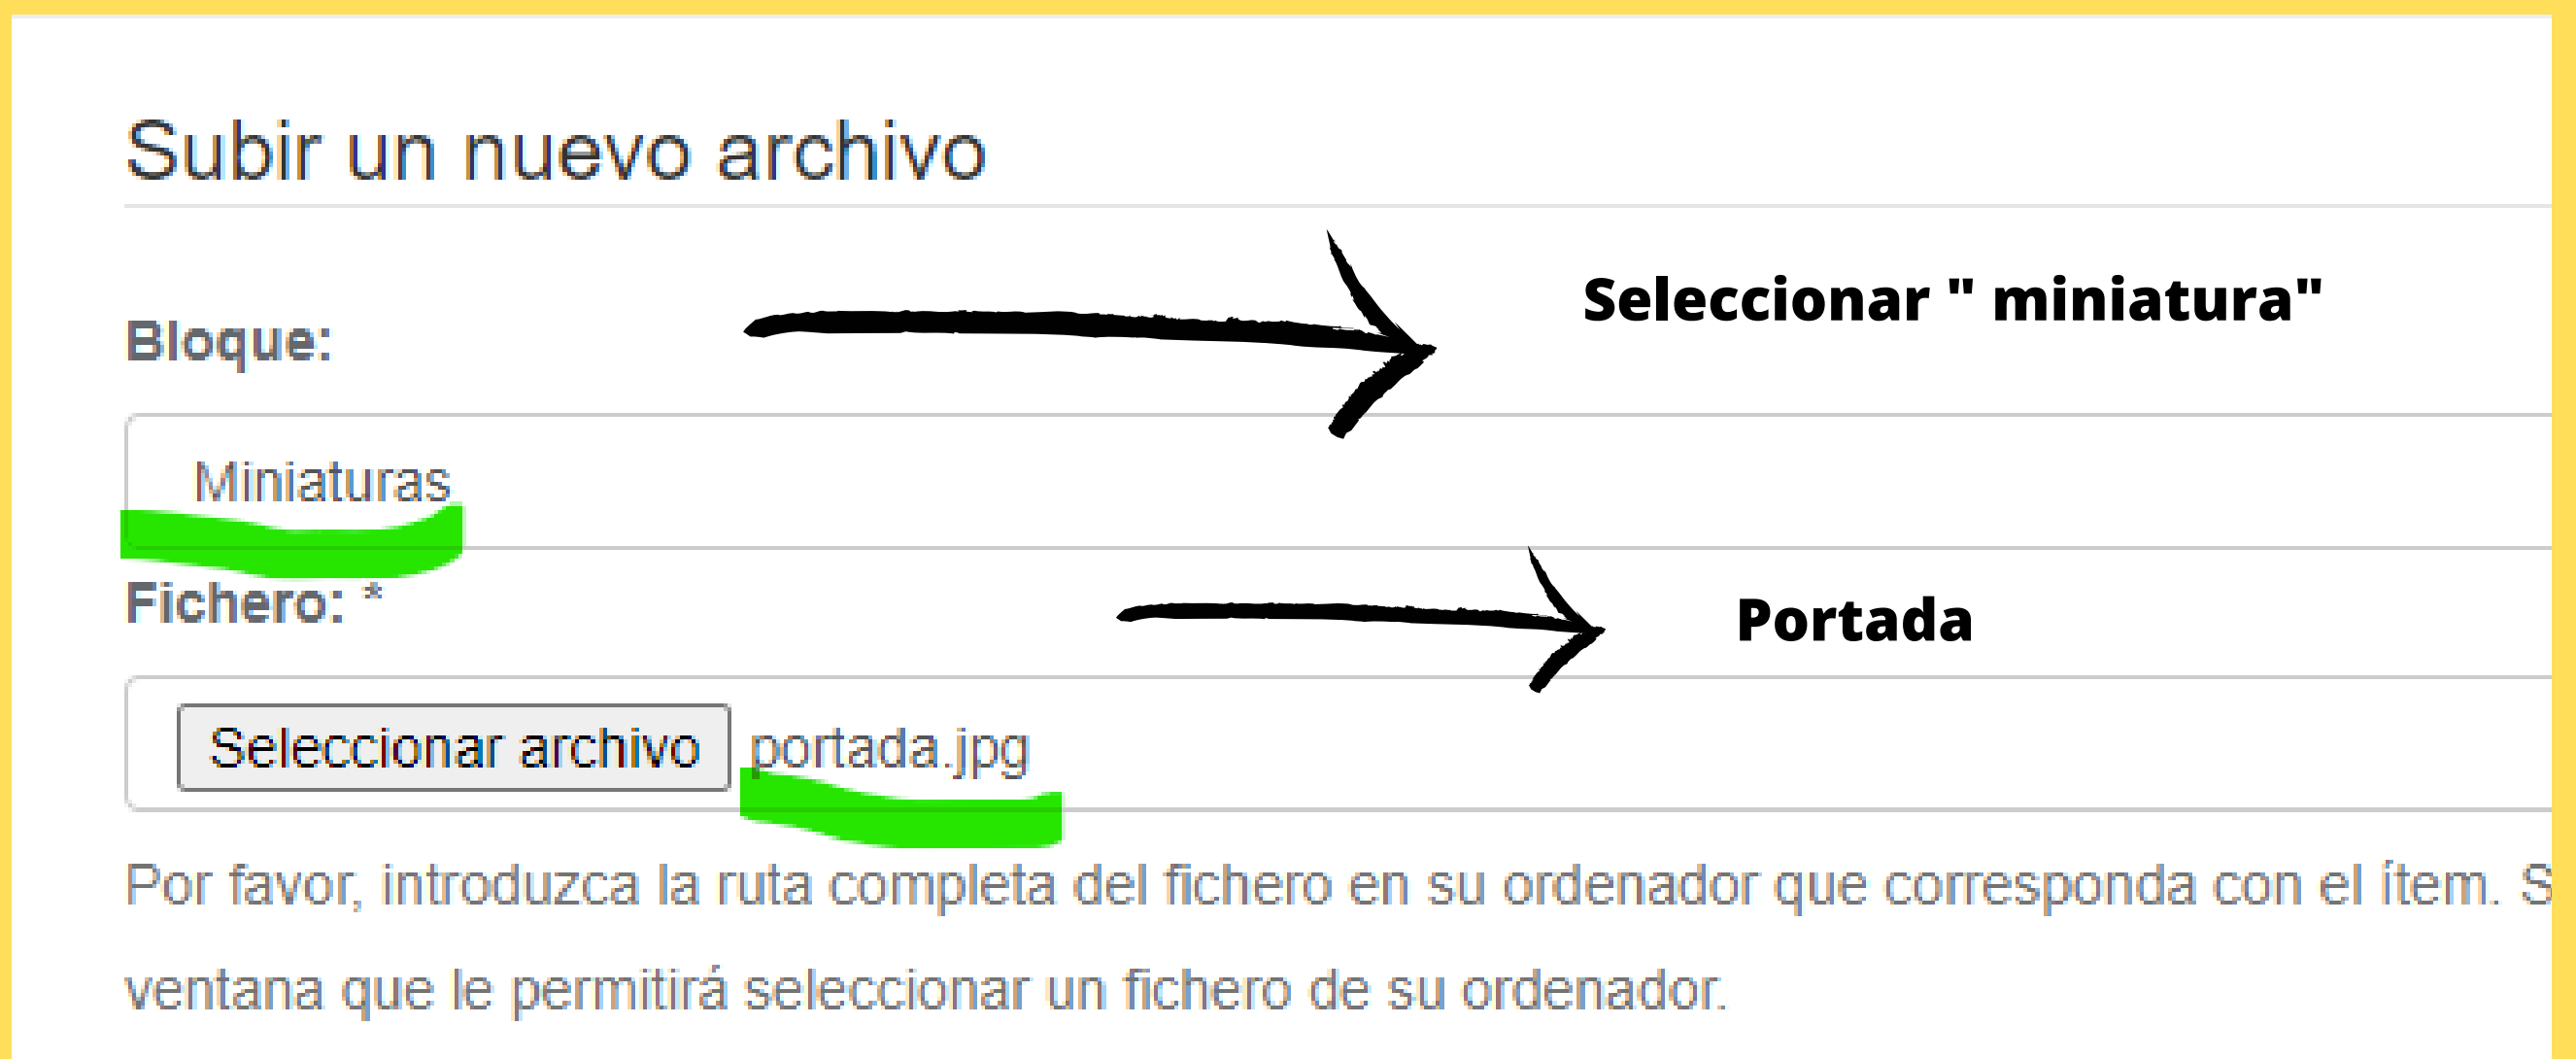 Subir un nuevo archivo
Seleccionar " miniatura"
Bloque:
Miniaturas
Fichero: *
Portada
Seleccionar archivo portada.jpg
Por favor, introduzca la ruta completa del fichero en su ordenador que corresponda con el ítem. S
ventana que le permitirá seleccionar un fichero de su ordenador.